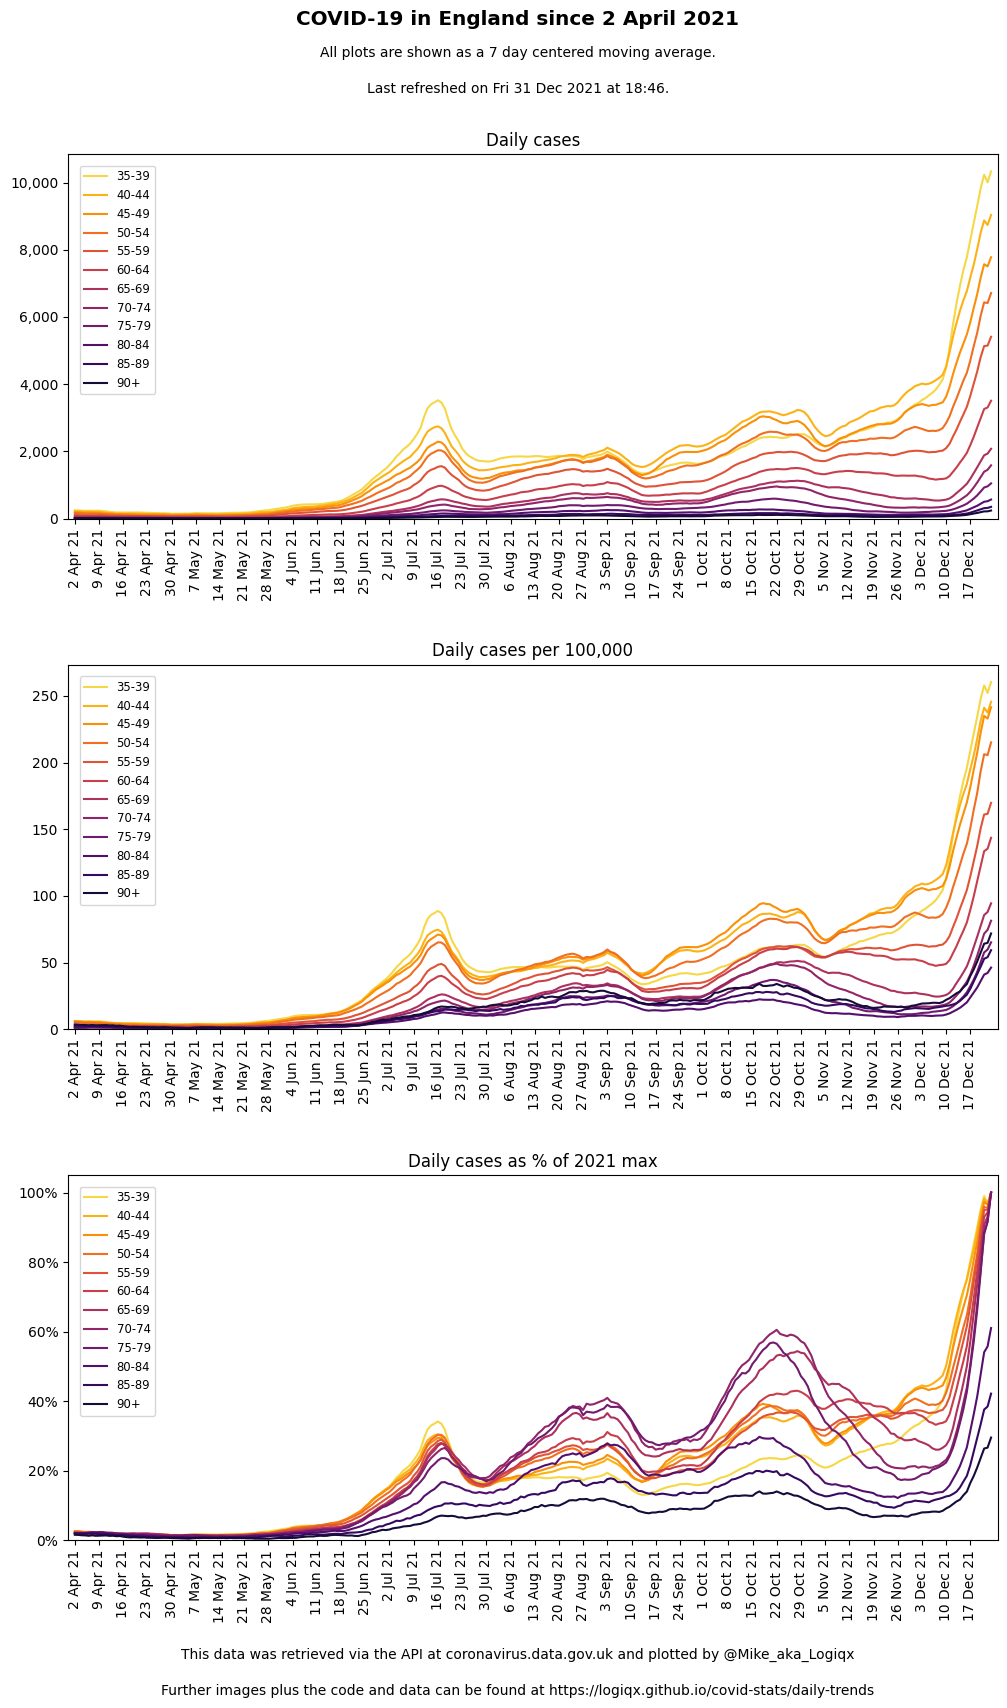 COVID-19 in England since 2 April 2021
All plots are shown as a 7 day centered moving average.
Last refreshed on Fri 31 Dec 2021 at 18:46.
Daily cases
10,000
8,000
6,000
4,000
2,000
0
35-39
40-44
45-49
50-54
55-59
60-64
65-69
70-74
75-79
80-84
85-89
90+
2 Apr 21
9 Apr 21
16 Apr 21
23 Apr 21
30 Apr 21
7 May 21
14 May 21
21 May 21
28 May 21
4 Jun 21
11 Jun 21
18 Jun 21
25 Jun 21
2 Jul 21
9 Jul 21
16 Jul 21
23 Jul 21
30 Jul 21
6 Aug 21
13 Aug 21
20 Aug 21
27 Aug 21
3 Sep 21
10 Sep 21
17 Sep 21
24 Sep 21
1 Oct 21
8 Oct 21
15 Oct 21
22 Oct 21
29 Oct 21
5 Nov 21
12 Nov 21
19 Nov 21
26 Nov 21
3 Dec 21
10 Dec 21
17 Dec 21
Daily cases per 100,000
250
200
150
100
50
0
35-39
40-44
45-49
50-54
55-59
60-64
65-69
70-74
75-79
80-84
85-89
90+
2 Apr 21
9 Apr 21
16 Apr 21
23 Apr 21
30 Apr 21
7 May 21
14 May 21
21 May 21
28 May 21
4 Jun 21
11 Jun 21
18 Jun 21
25 Jun 21
2 Jul 21
9 Jul 21
16 Jul 21
23 Jul 21
30 Jul 21
6 Aug 21
13 Aug 21
20 Aug 21
27 Aug 21
3 Sep 21
10 Sep 21
17 Sep 21
24 Sep 21
1 Oct 21
8 Oct 21
15 Oct 21
22 Oct 21
29 Oct 21
5 Nov 21
12 Nov 21
19 Nov 21
26 Nov 21
3 Dec 21
10 Dec 21
17 Dec 21
Daily cases as % of 2021 max
100%
80%
60%
40%
20%
0%
35-39
40-44
45-49
50-54
55-59
60-64
65-69
70-74
75-79
80-84
85-89
90+
2 Apr 21
9 Apr 21
16 Apr 21
23 Apr 21
30 Apr 21
7 May 21
14 May 21
21 May 21
28 May 21
4 Jun 21
11 Jun 21
18 Jun 21
25 Jun 21
2 Jul 21
9 Jul 21
16 Jul 21
23 Jul 21
30 Jul 21
6 Aug 21
13 Aug 21
20 Aug 21
27 Aug 21
3 Sep 21
10 Sep 21
17 Sep 21
24 Sep 21
1 Oct 21
8 Oct 21
15 Oct 21
22 Oct 21
29 Oct 21
5 Nov 21
12 Nov 21
19 Nov 21
26 Nov 21
3 Dec 21
10 Dec 21
17 Dec 21
This data was retrieved via the API at coronavirus.data.gov.uk and plotted by @Mike_aka_Logiqx
Further images plus the code and data can be found at https://logiqx.github.io/covid-stats/daily-trends